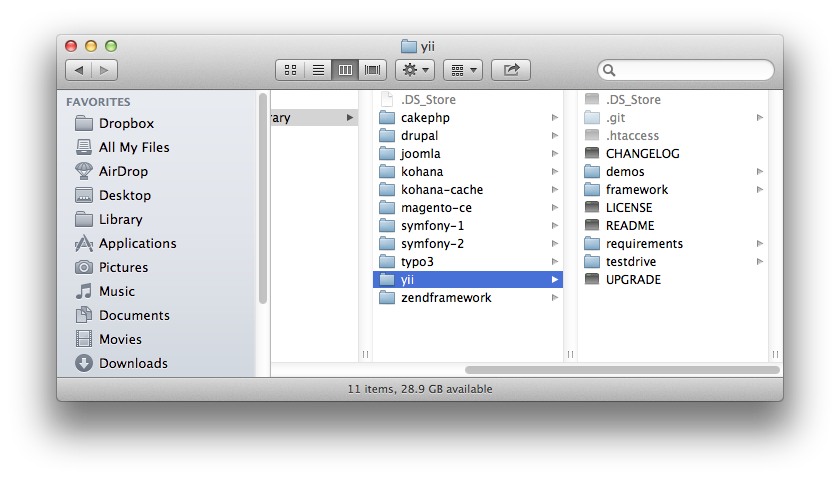 yii
FAVORITES
Dropbox
All My Files
AirDrop
Desktop
Library
Applications
Pictures
Music
Documents
Movies
Downloads
rary
.DS_Store
cakephp
drupal
joomla
kohana
kohana-cache
magento-ce
symfony-1
symfony-2
typo3
yii
zendframework
.DS_Store
.git
.htaccess
CHANGELOG
demos
framework
LICENSE
README
requirements
testdrive
UPGRADE
11 items, 28.9 GB available